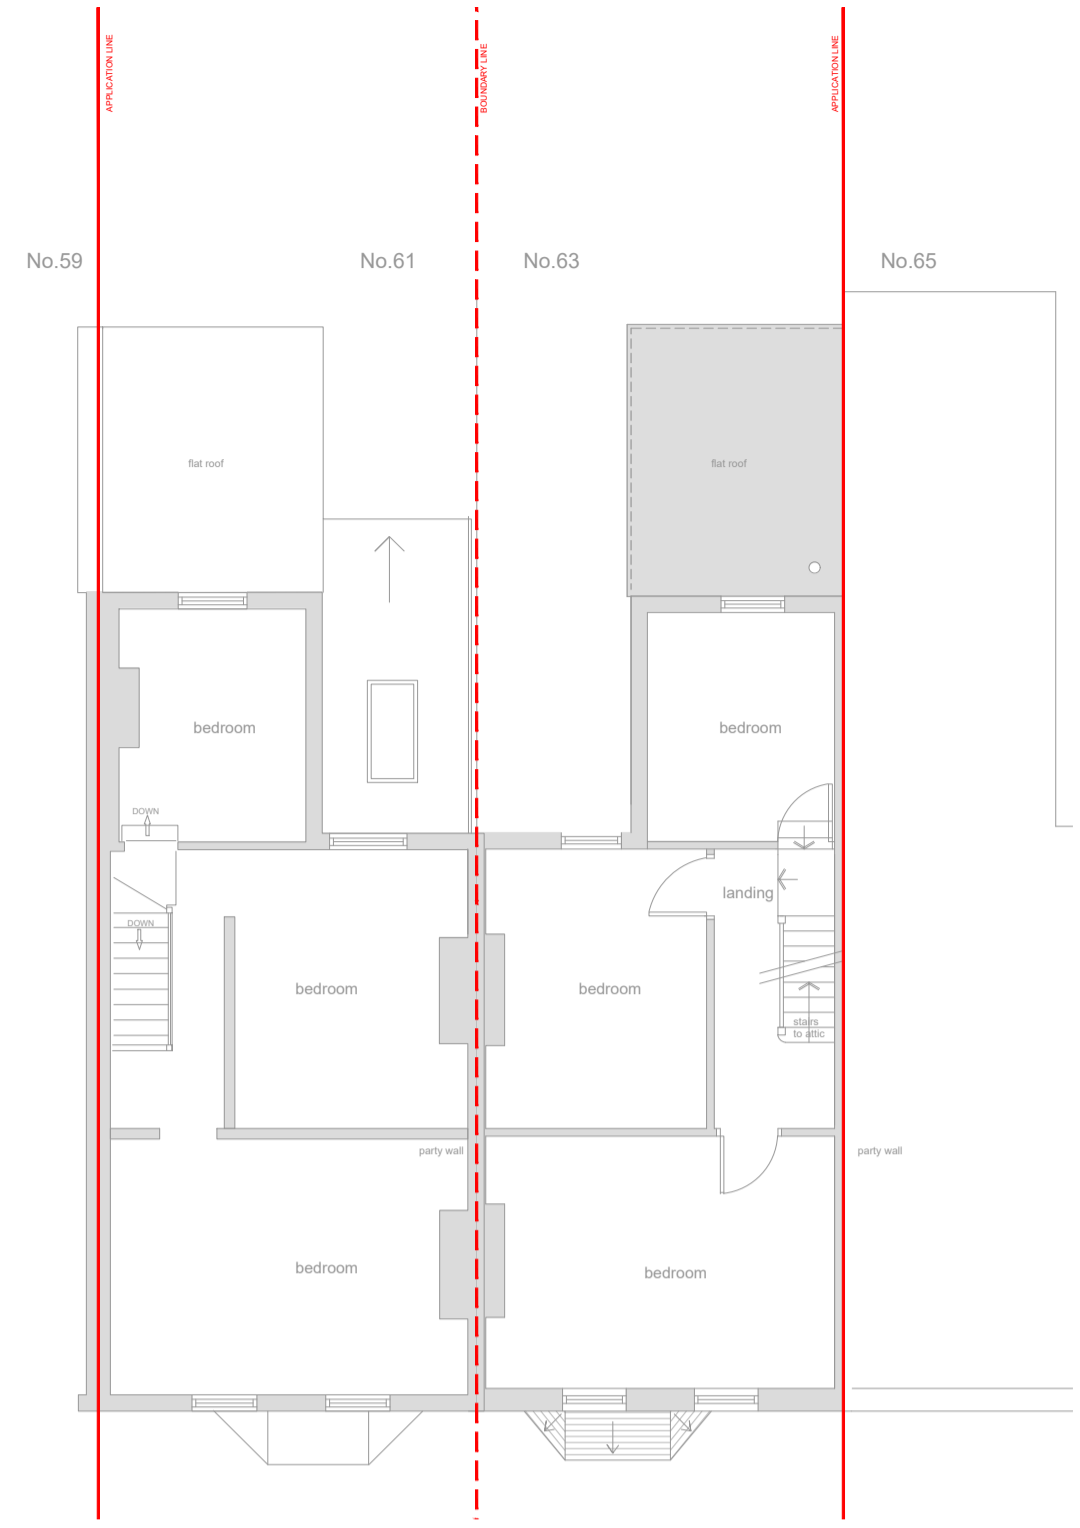 APPLICATION LINE
BOUNDARY LINE
APPLICATION LINE
No.59
No.61
No.63
No.65
flat roof
flat roof
bedroom
bedroom
DOWN
landing
DOWN
bedroom
bedroom
stairs
to attic
party wall
party wall
bedroom
bedroom